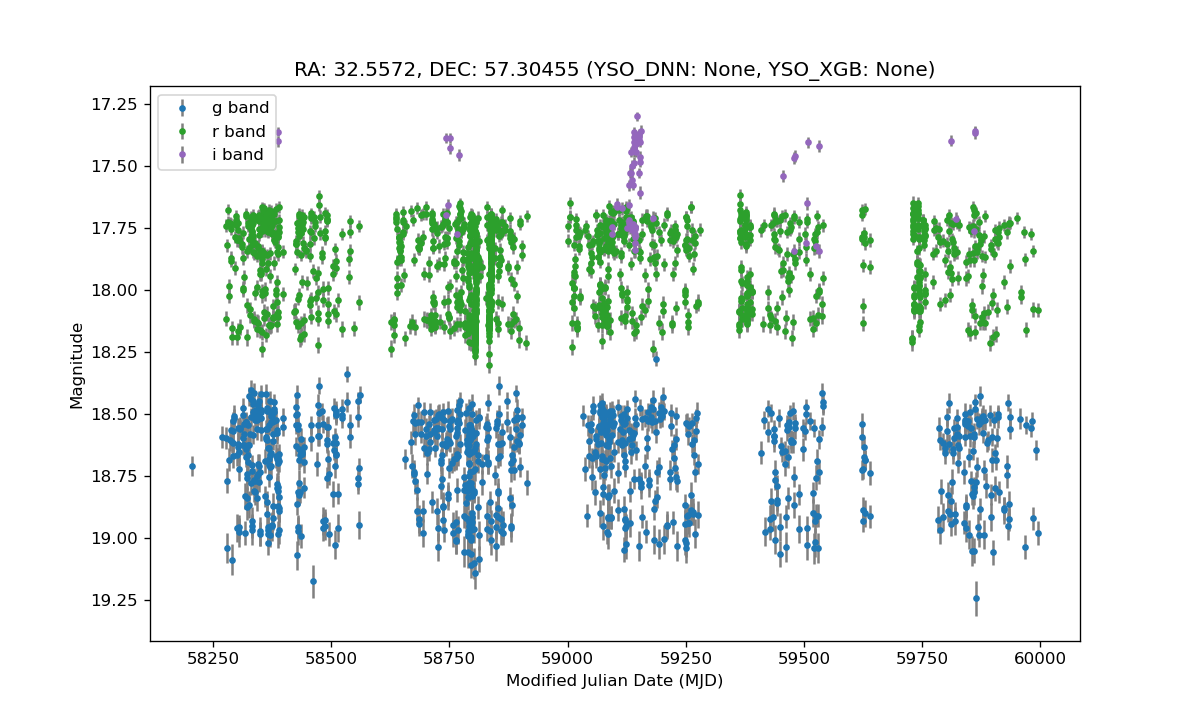 RA: 32.5572, DEC: 57.30455 (YSO_DNN: None, YSO_XGB: None)
g band
r band
i band
17.25
17.50
17.75
18.00
18.25
18.50
18.75
19.00
19.25
Magnitude
58250
58500
58750
59000
59250
59500
59750
60000
Modified Julian Date (MJD)